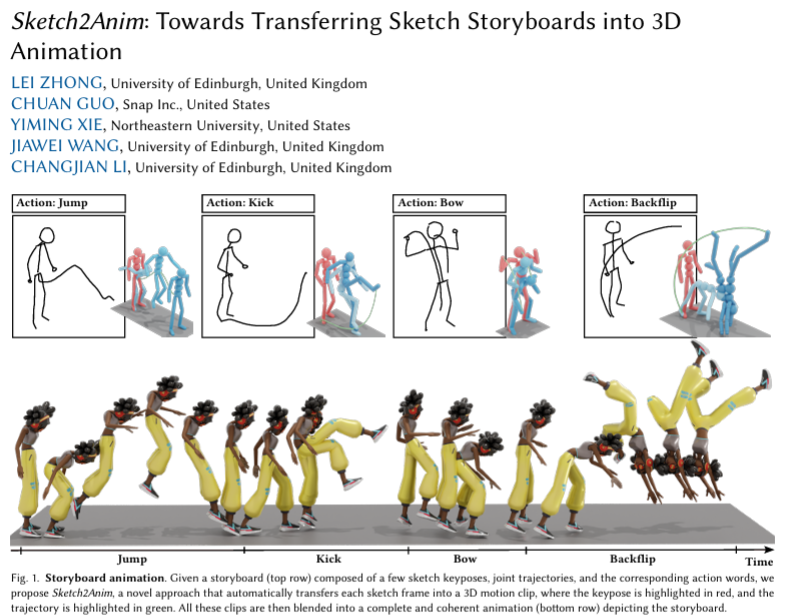 Sketch2Anim: Towards Transferring Sketch Storyboards into 3D
Animation
LEI ZHONG, University of Edinburgh, United Kingdom
CHUAN GUO, Snap Inc., United States
YIMING XIE, Northeastern University, United States
JIAWEI WANG, University of Edinburgh, United Kingdom
CHANGJIAN LI, University of Edinburgh, United Kingdom
Action: Jump
Action: Kick
Action: Bow
Action: Backflip
Jump
Kick
Bow
Backflip
Time
Fig. 1. Storyboard animation. Given a storyboard (top row) composed of a few sketch keyposes, joint trajectories, and the corresponding action words, we
propose Sketch2Anim, a novel approach that automatically transfers each sketch frame into a 3D motion clip, where the keypose is highlighted in red, and the
trajectory is highlighted in green. All these clips are then blended into a complete and coherent animation (bottom row) depicting the storyboard.